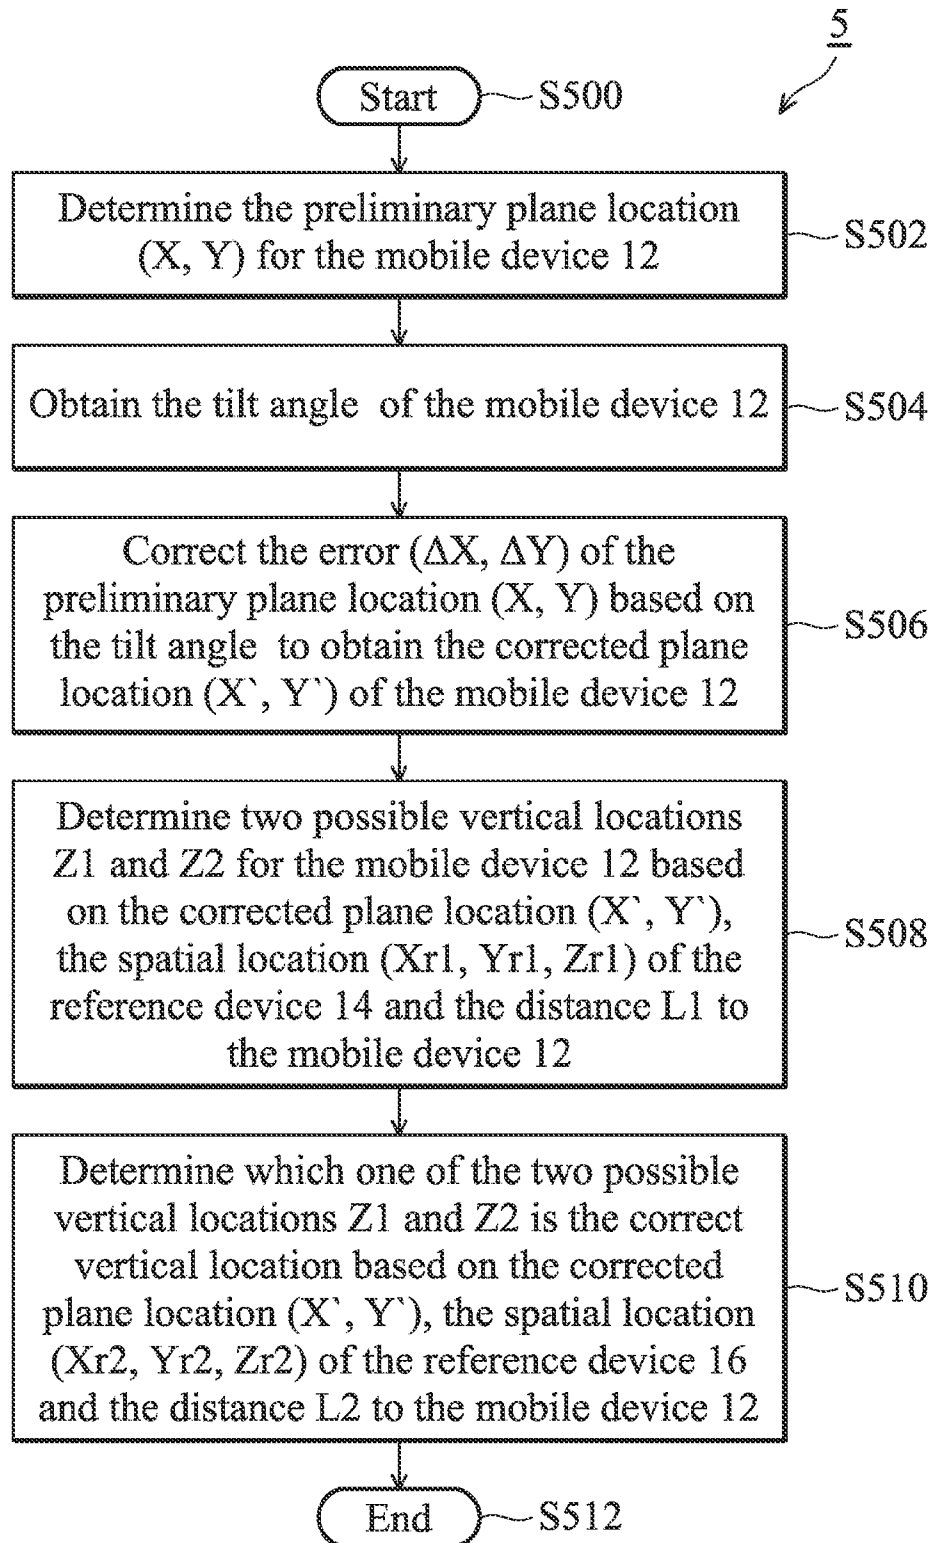 5
Start
S500
Determine the preliminary plane location
(X, Y) for the mobile device 12
S502
Obtain the tilt angle of the mobile device 12
S504
Correct the error (ΔX, ΔY) of the
preliminary plane location (X, Y) based on
the tilt angle to obtain the corrected plane
location (X`, Y`) of the mobile device 12
S506
Determine two possible vertical locations
Z1 and Z2 for the mobile device 12 based
on the corrected plane location (X`, Y`),
the spatial location (Xr1, Yr1, Zr1) of the
reference device 14 and the distance L1 to
the mobile device 12
S508
Determine which one of the two possible
vertical locations Z1 and Z2 is the correct
vertical location based on the corrected
plane location (X`, Y`), the spatial location
(Xr2, Yr2, Zr2) of the reference device 16
and the distance L2 to the mobile device 12
S510
End
S512